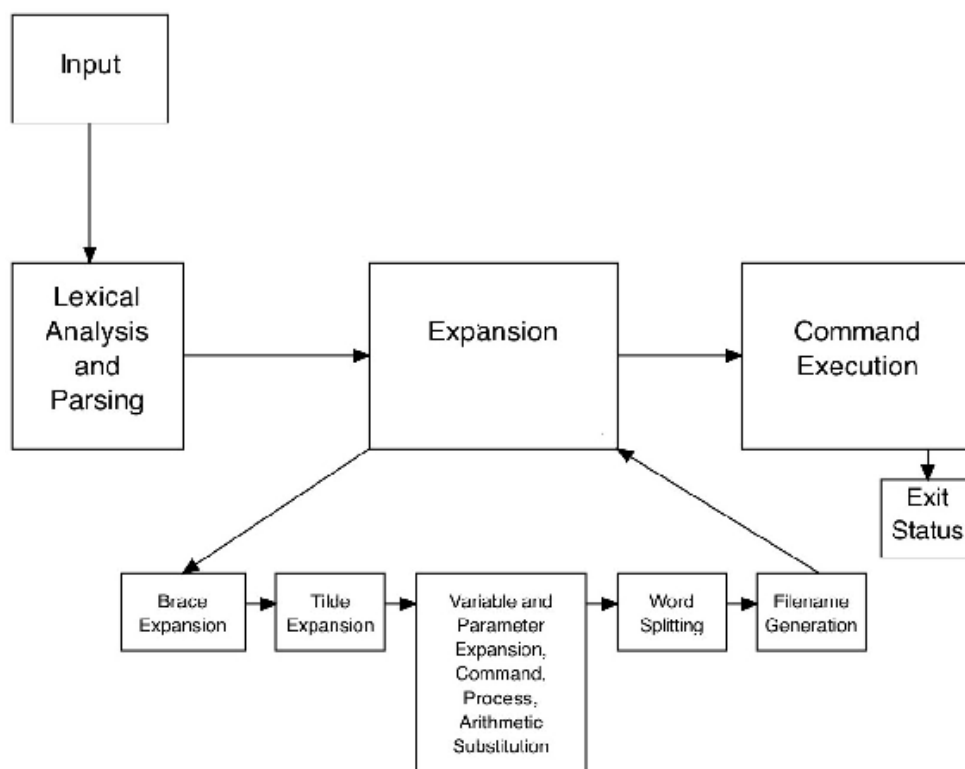 Input
Lexical
Analysis
and
Parsing
Expansion
Command
Execution
Exit
Status
Brace
Expansion
Tilde
Expansion
Variable and
Parameter
Expansion,
Command,
Process,
Arithmetic
Substitution
Word
Splitting
Filename
Generation